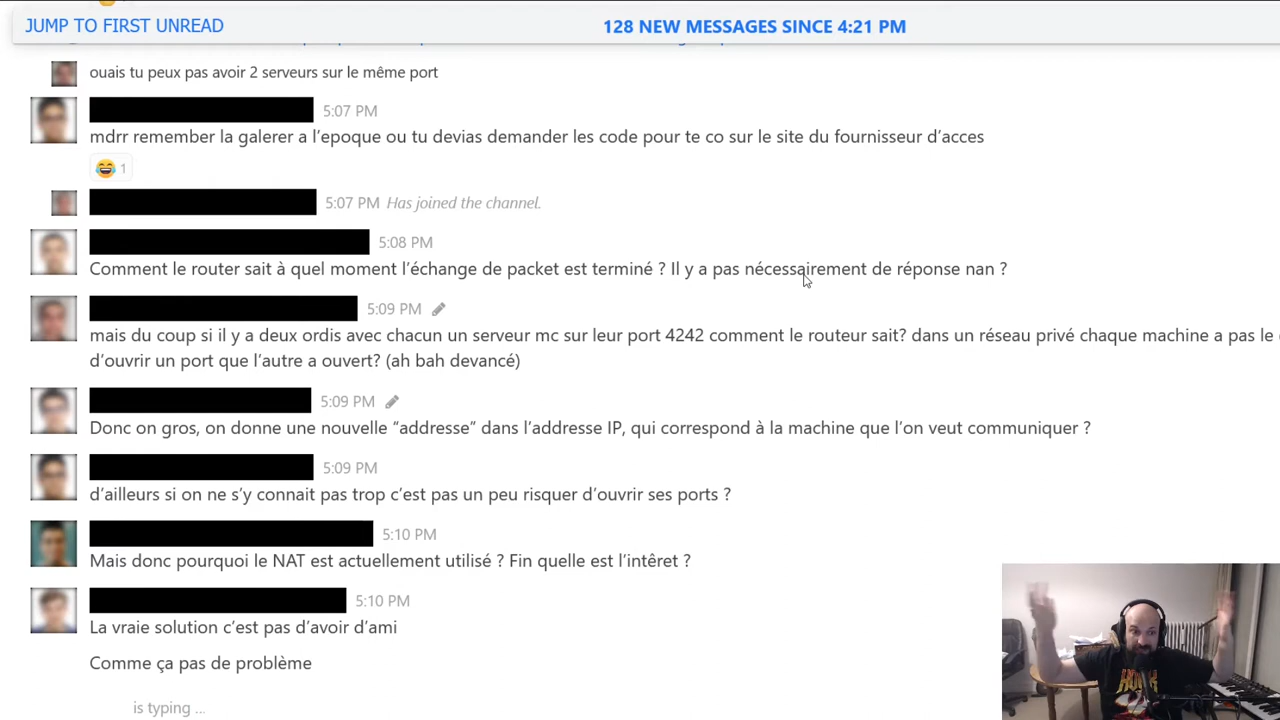 JUMP TO FIRST UNREAD
128 NEW MESSAGES SINCE 4:21 PM
ouais tu peux pas avoir 2 serveurs sur le même port
5:07 PM
mdrr remember la galerer a l’epoque ou tu devias demander les code pour te co sur le site du fournisseur d’acces
1
5:07 PM Has joined the channel.
5:08 PM
Comment le router sait à quel moment l’échange de packet est terminé ? Il y a pas nécessairement de réponse nan ?
5:09 PM
mais du coup si il y a deux ordis avec chacun un serveur mc sur leur port 4242 comment le routeur sait? dans un réseau privé chaque machine a pas le
d’ouvrir un port que l’autre a ouvert? (ah bah devancé)
5:09 PM
Donc on gros, on donne une nouvelle “addresse” dans l’addresse IP, qui correspond à la machine que l’on veut communiquer ?
5:09 PM
d’ailleurs si on ne s’y connait pas trop c’est pas un peu risquer d’ouvrir ses ports ?
5:10 PM
Mais donc pourquoi le NAT est actuellement utilisé ? Fin quelle est l’intêret ?
5:10 PM
La vraie solution c’est pas d’avoir d’ami
Comme ça pas de problème
is typing ...